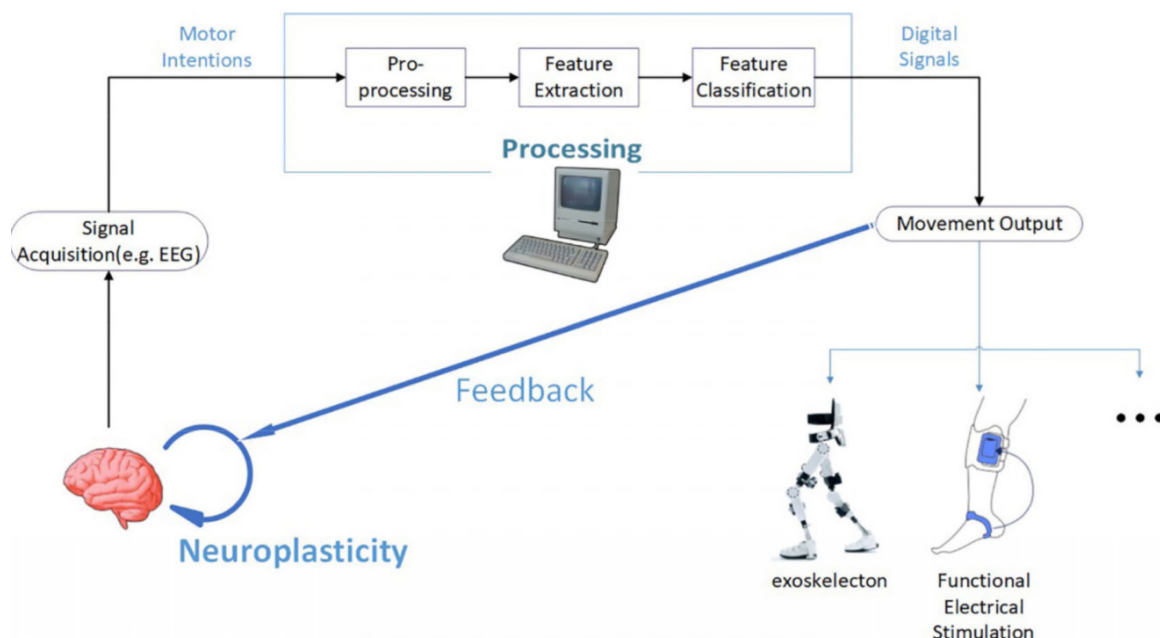 Motor
Intentions
Pro-
processing
Feature
Extraction
Feature
Classification
Digital
Signals
Processing
Signal
Acquisition(e.g. EEG)
Movement Output
Feedback
Neuroplasticity
exoskelecton
Functional
Electrical
Stimulation